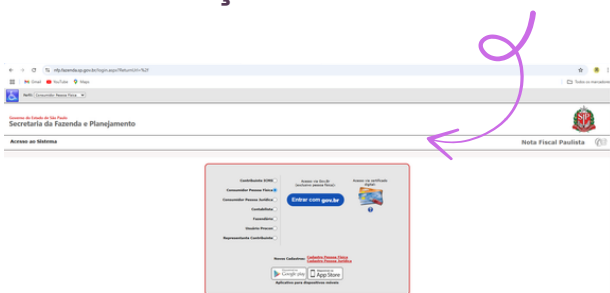 nfp.fazenda.sp.gov.br/login.aspx?ReturnUrl=%2f
Gmail YouTube Maps
Todos os marcadores
Perfil: Consumidor Pessoa Física
Governo do Estado de São Paulo
Secretaria da Fazenda e Planejamento
Acesso ao Sistema
Nota Fiscal Paulista
Contribuinte ICMS
Consumidor Pessoa Física
Consumidor Pessoa Jurídica
Contabilista
Fazendário
Usuário Procon
Representante Contribuinte
Acesso via Gov.Br
(exclusivo pessoa física):
Entrar com gov.br
Acesso via certificado
digital:
Novos Cadastros:
Cadastro Pessoa Física
Cadastro Pessoa Jurídica
Google play
App Store
Aplicativo para dispositivos móveis